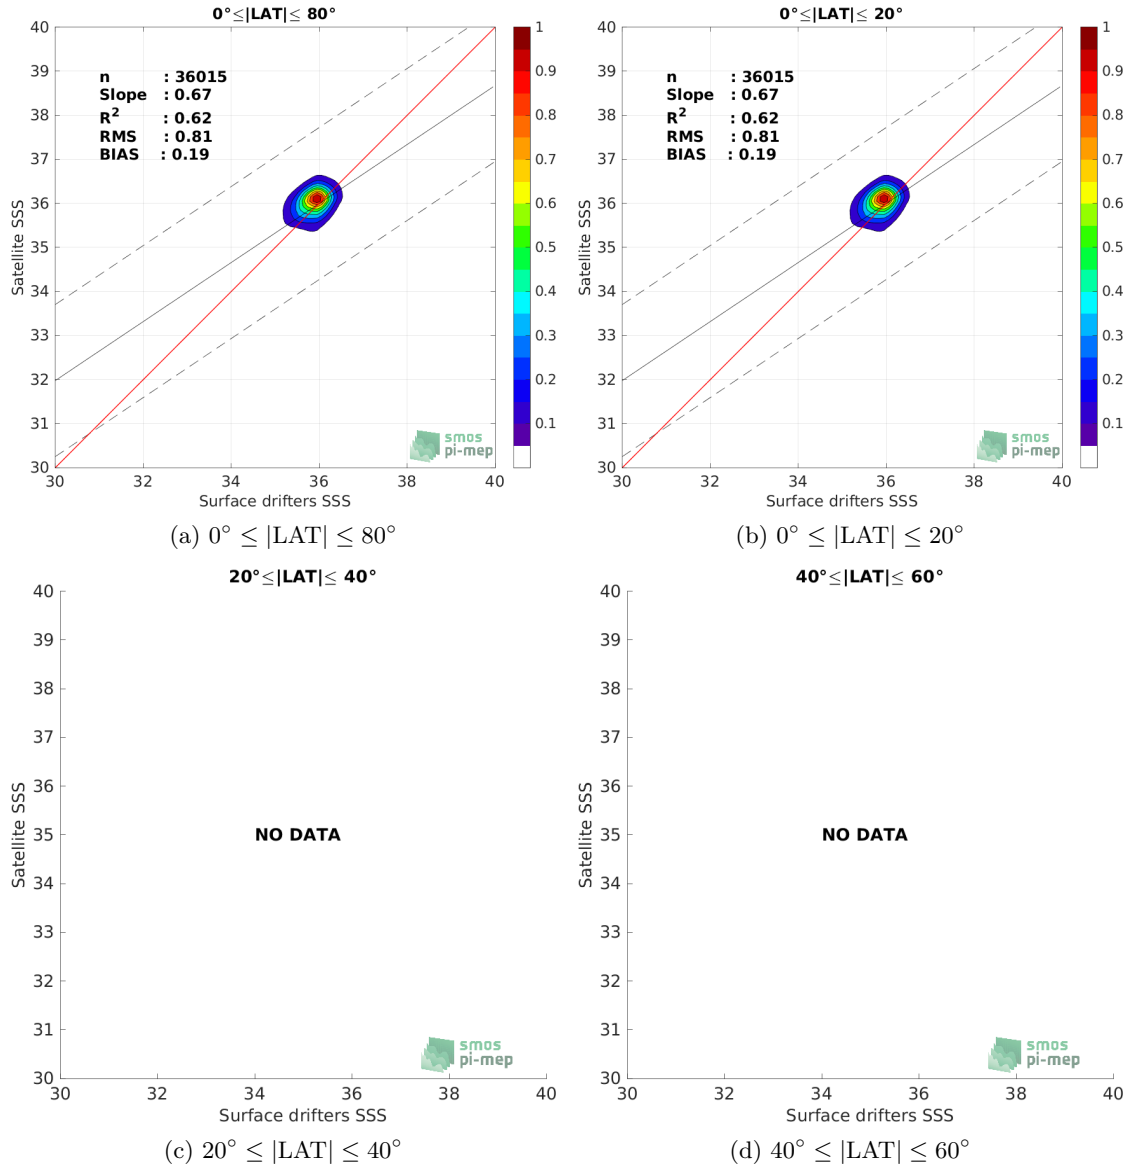 0°≤|LAT|≤ 80°
40
39
38
37
36
35
34
33
32
31
30
Satellite SSS
n : 36015
Slope : 0.67
R² : 0.62
RMS : 0.81
BIAS : 0.19
smos
pi-mep
30 32 34 36 38 40
Surface drifters SSS
1
0.9
0.8
0.7
0.6
0.5
0.4
0.3
0.2
0.1
(a) 0° ≤ |LAT| ≤ 80°
0°≤|LAT|≤ 20°
40
39
38
37
36
35
34
33
32
31
30
Satellite SSS
n : 36015
Slope : 0.67
R² : 0.62
RMS : 0.81
BIAS : 0.19
smos
pi-mep
30 32 34 36 38 40
Surface drifters SSS
1
0.9
0.8
0.7
0.6
0.5
0.4
0.3
0.2
0.1
(b) 0° ≤ |LAT| ≤ 20°
20°≤|LAT|≤ 40°
40
39
38
37
36
35
34
33
32
31
30
Satellite SSS
NO DATA
smos
pi-mep
30 32 34 36 38 40
Surface drifters SSS
(c) 20° ≤ |LAT| ≤ 40°
40°≤|LAT|≤ 60°
40
39
38
37
36
35
34
33
32
31
30
Satellite SSS
NO DATA
smos
pi-mep
30 32 34 36 38 40
Surface drifters SSS
(d) 40° ≤ |LAT| ≤ 60°